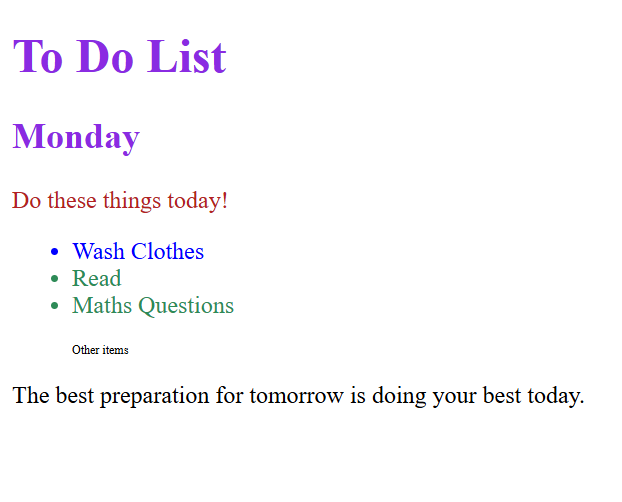 To Do List
Monday
Do these things today!
Wash Clothes
Read
Maths Questions
Other items
The best preparation for tomorrow is doing your best today.